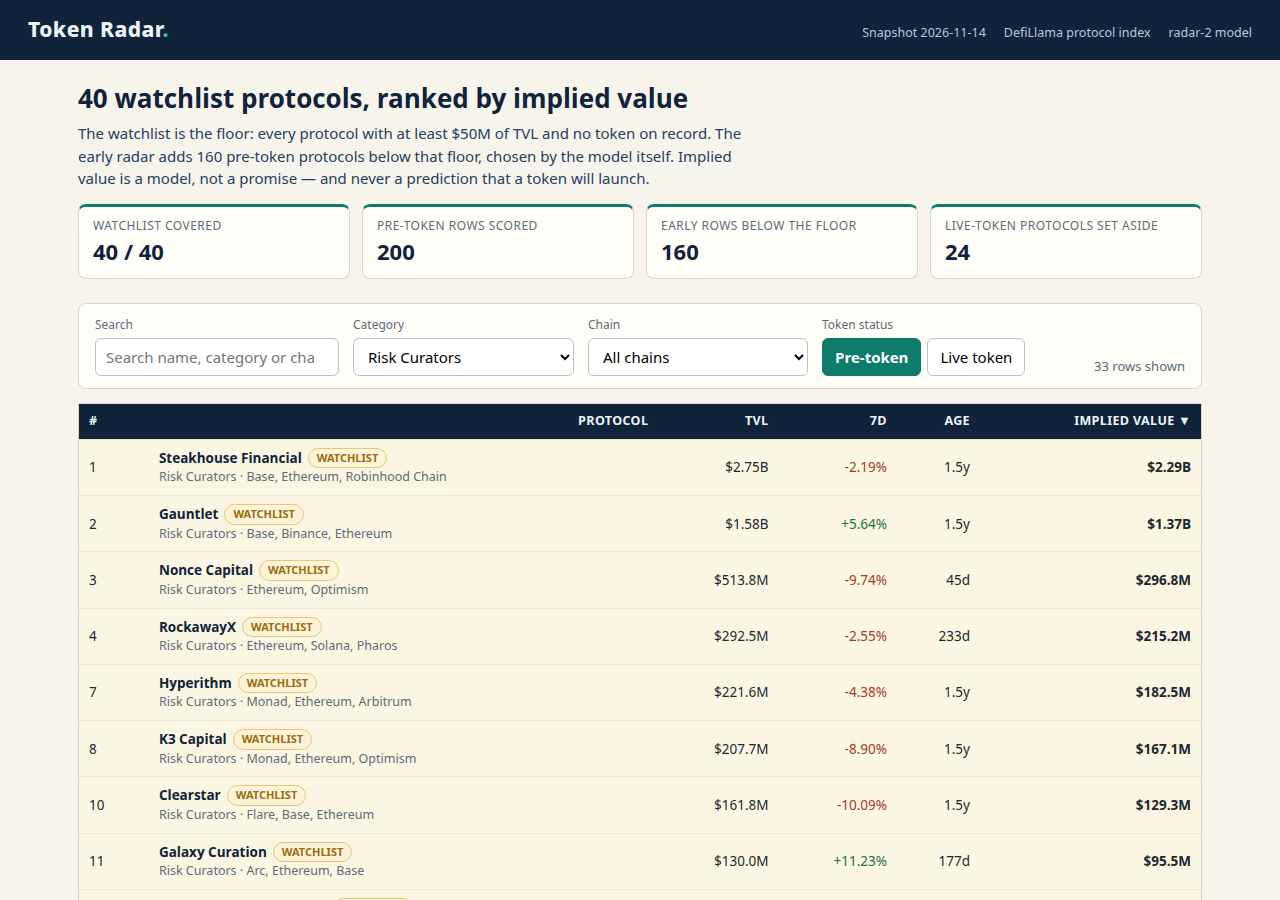 Token Radar.
Snapshot 2026-11-14 DefiLlama protocol index radar-2 model
40 watchlist protocols, ranked by implied value
The watchlist is the floor: every protocol with at least $50M of TVL and no token on record. The
early radar adds 160 pre-token protocols below that floor, chosen by the model itself. Implied
value is a model, not a promise — and never a prediction that a token will launch.
WATCHLIST COVERED
40 / 40
PRE-TOKEN ROWS SCORED
200
EARLY ROWS BELOW THE FLOOR
160
LIVE-TOKEN PROTOCOLS SET ASIDE
24
Search
Search name, category or cha
Category
Risk Curators
Chain
All chains
Token status
Pre-token Live token
33 rows shown
# PROTOCOL TVL 7D AGE IMPLIED VALUE ▼
1 Steakhouse Financial WATCHLIST $2.75B -2.19% 1.5y $2.29B
Risk Curators · Base, Ethereum, Robinhood Chain
2 Gauntlet WATCHLIST $1.58B +5.64% 1.5y $1.37B
Risk Curators · Base, Binance, Ethereum
3 Nonce Capital WATCHLIST $513.8M -9.74% 45d $296.8M
Risk Curators · Ethereum, Optimism
4 RockawayX WATCHLIST $292.5M -2.55% 233d $215.2M
Risk Curators · Ethereum, Solana, Pharos
7 Hyperithm WATCHLIST $221.6M -4.38% 1.5y $182.5M
Risk Curators · Monad, Ethereum, Arbitrum
8 K3 Capital WATCHLIST $207.7M -8.90% 1.5y $167.1M
Risk Curators · Monad, Ethereum, Optimism
10 Clearstar WATCHLIST $161.8M -10.09% 1.5y $129.3M
Risk Curators · Flare, Base, Ethereum
11 Galaxy Curation WATCHLIST $130.0M +11.23% 177d $95.5M
Risk Curators · Arc, Ethereum, Base